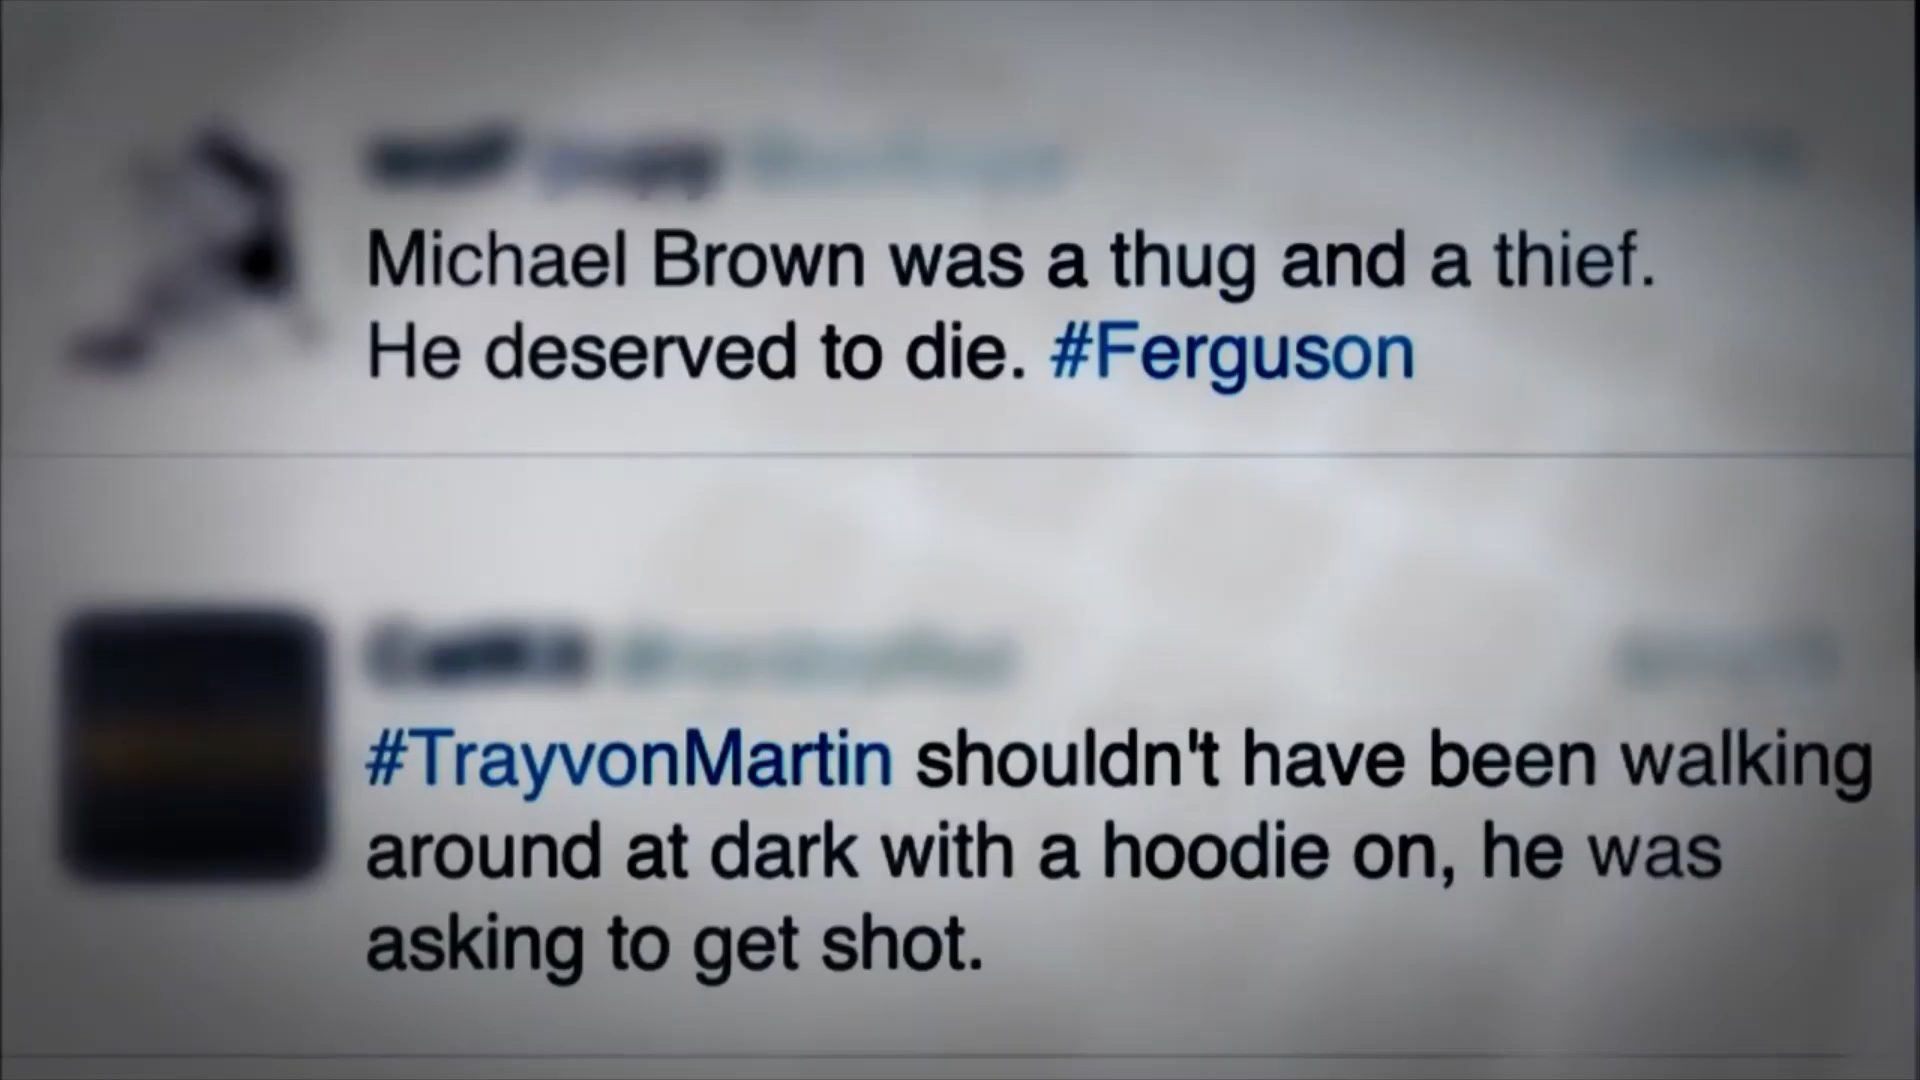 Michael Brown was a thug and a thief.
He deserved to die. #Ferguson
#TrayvonMartin shouldn't have been walking
around at dark with a hoodie on, he was
asking to get shot.